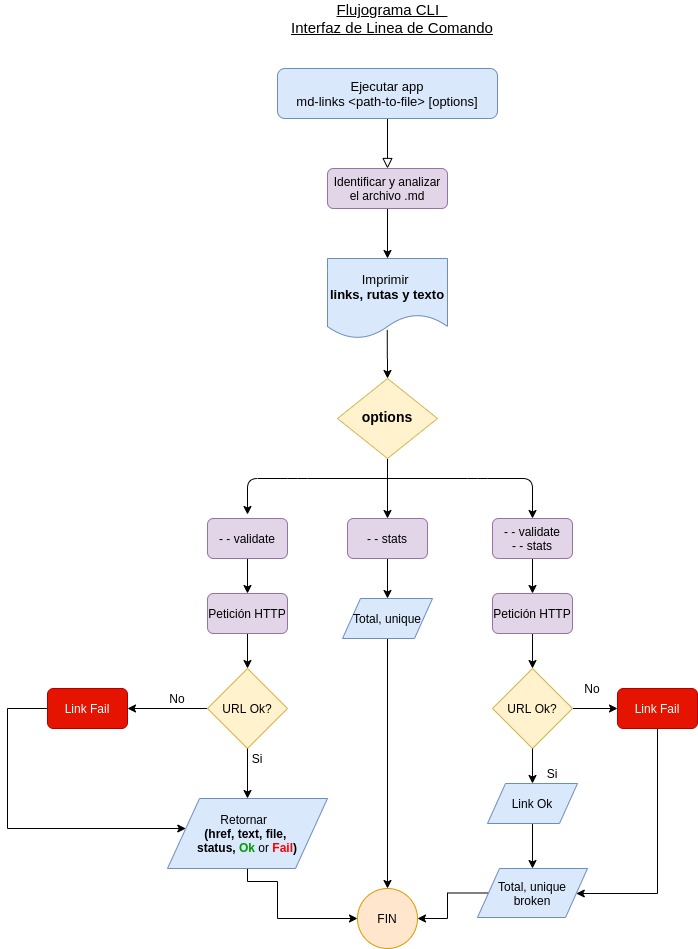 Flujograma CLI
Interfaz de Linea de Comando
Ejecutar app
md-links <path-to-file> [options]
Identificar y analizar
el archivo .md
Imprimir
links, rutas y texto
options
- - validate
- - stats
- - validate
- - stats
Petición HTTP
Total, unique
Petición HTTP
Link Fail
No
URL Ok?
Si
URL Ok?
No
Link Fail
Si
Link Ok
Retornar
(href, text, file,
status, Ok or Fail)
Total, unique
broken
FIN